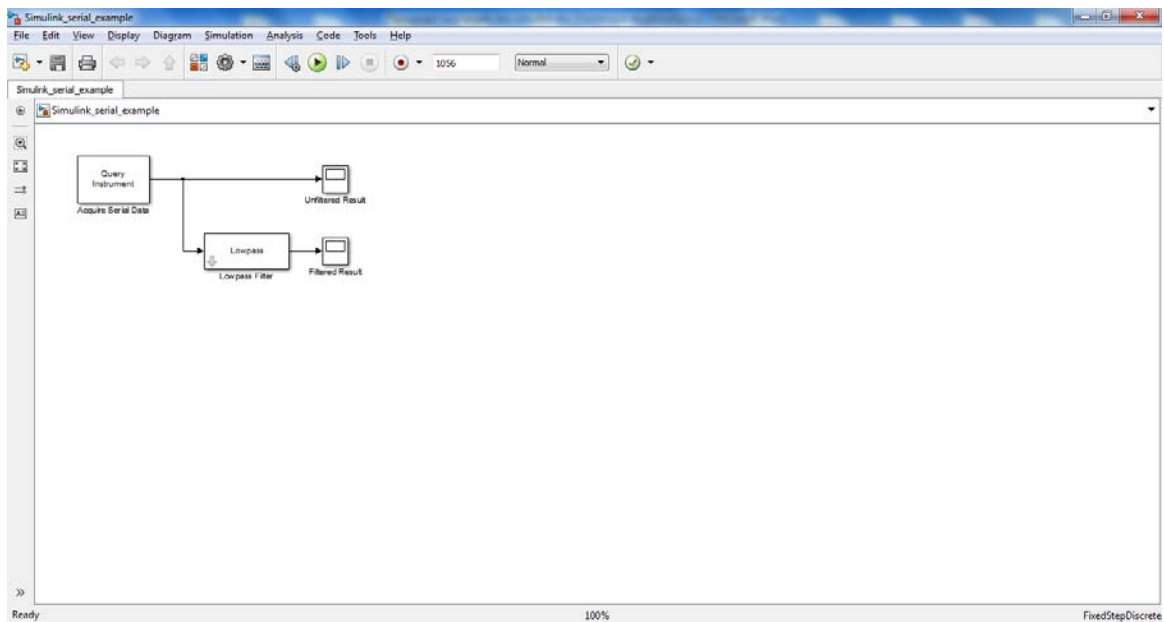 Simulink_serial_example
File Edit View Display Diagram Simulation Analysis Code Tools Help
1056 Normal
Simulink_serial_example
Simulink_serial_example
Query
Instrument
Acquire Serial Data
Unfiltered Result
Lowpass
Lowpass Filter
Filtered Result
Ready 100% FixedStepDiscrete